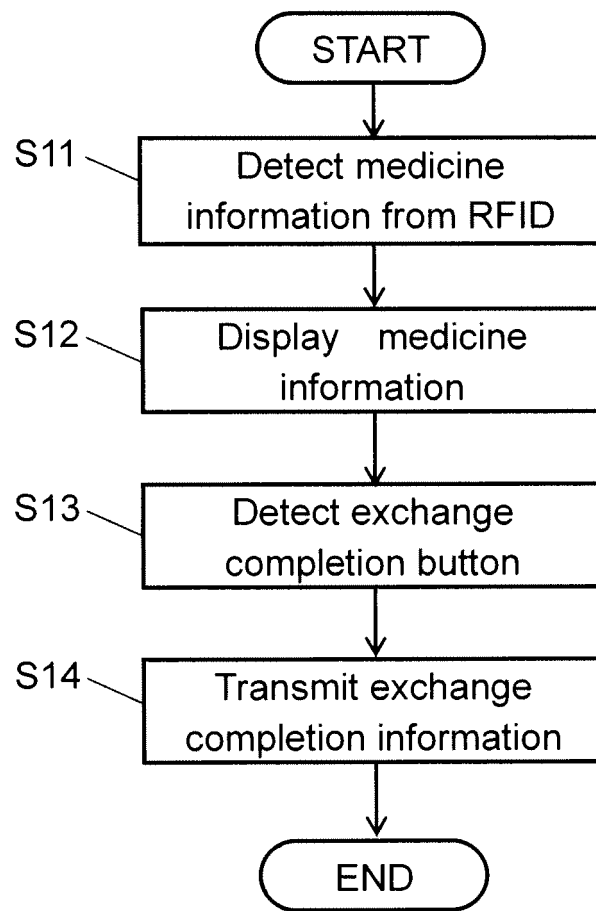 START
S11
Detect medicine
information from RFID
S12
Display medicine
information
S13
Detect exchange
completion button
S14
Transmit exchange
completion information
END